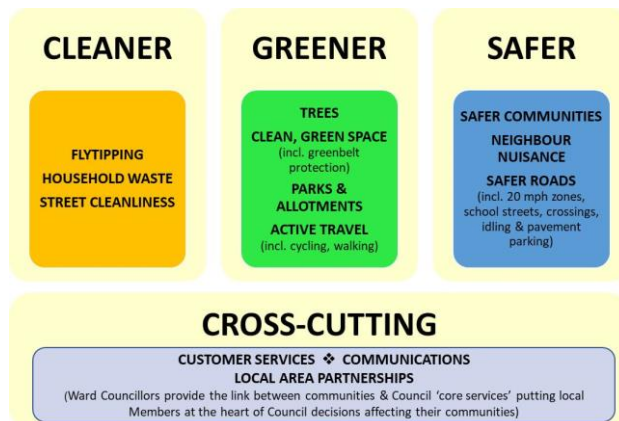 CLEANER
FLYTIPPING
HOUSEHOLD WASTE
STREET CLEANLINESS
GREENER
TREES
CLEAN, GREEN SPACE
(incl. greenbelt
protection)
PARKS &
ALLOTMENTS
ACTIVE TRAVEL
(incl. cycling, walking)
SAFER
SAFER COMMUNITIES
NEIGHBOUR
NUISANCE
SAFER ROADS
(incl. 20 mph zones,
school streets, crossings,
idling & pavement
parking)
CROSS-CUTTING
CUSTOMER SERVICES ❖ COMMUNICATIONS
LOCAL AREA PARTNERSHIPS
(Ward Councillors provide the link between communities & Council ‘core services’ putting local
Members at the heart of Council decisions affecting their communities)